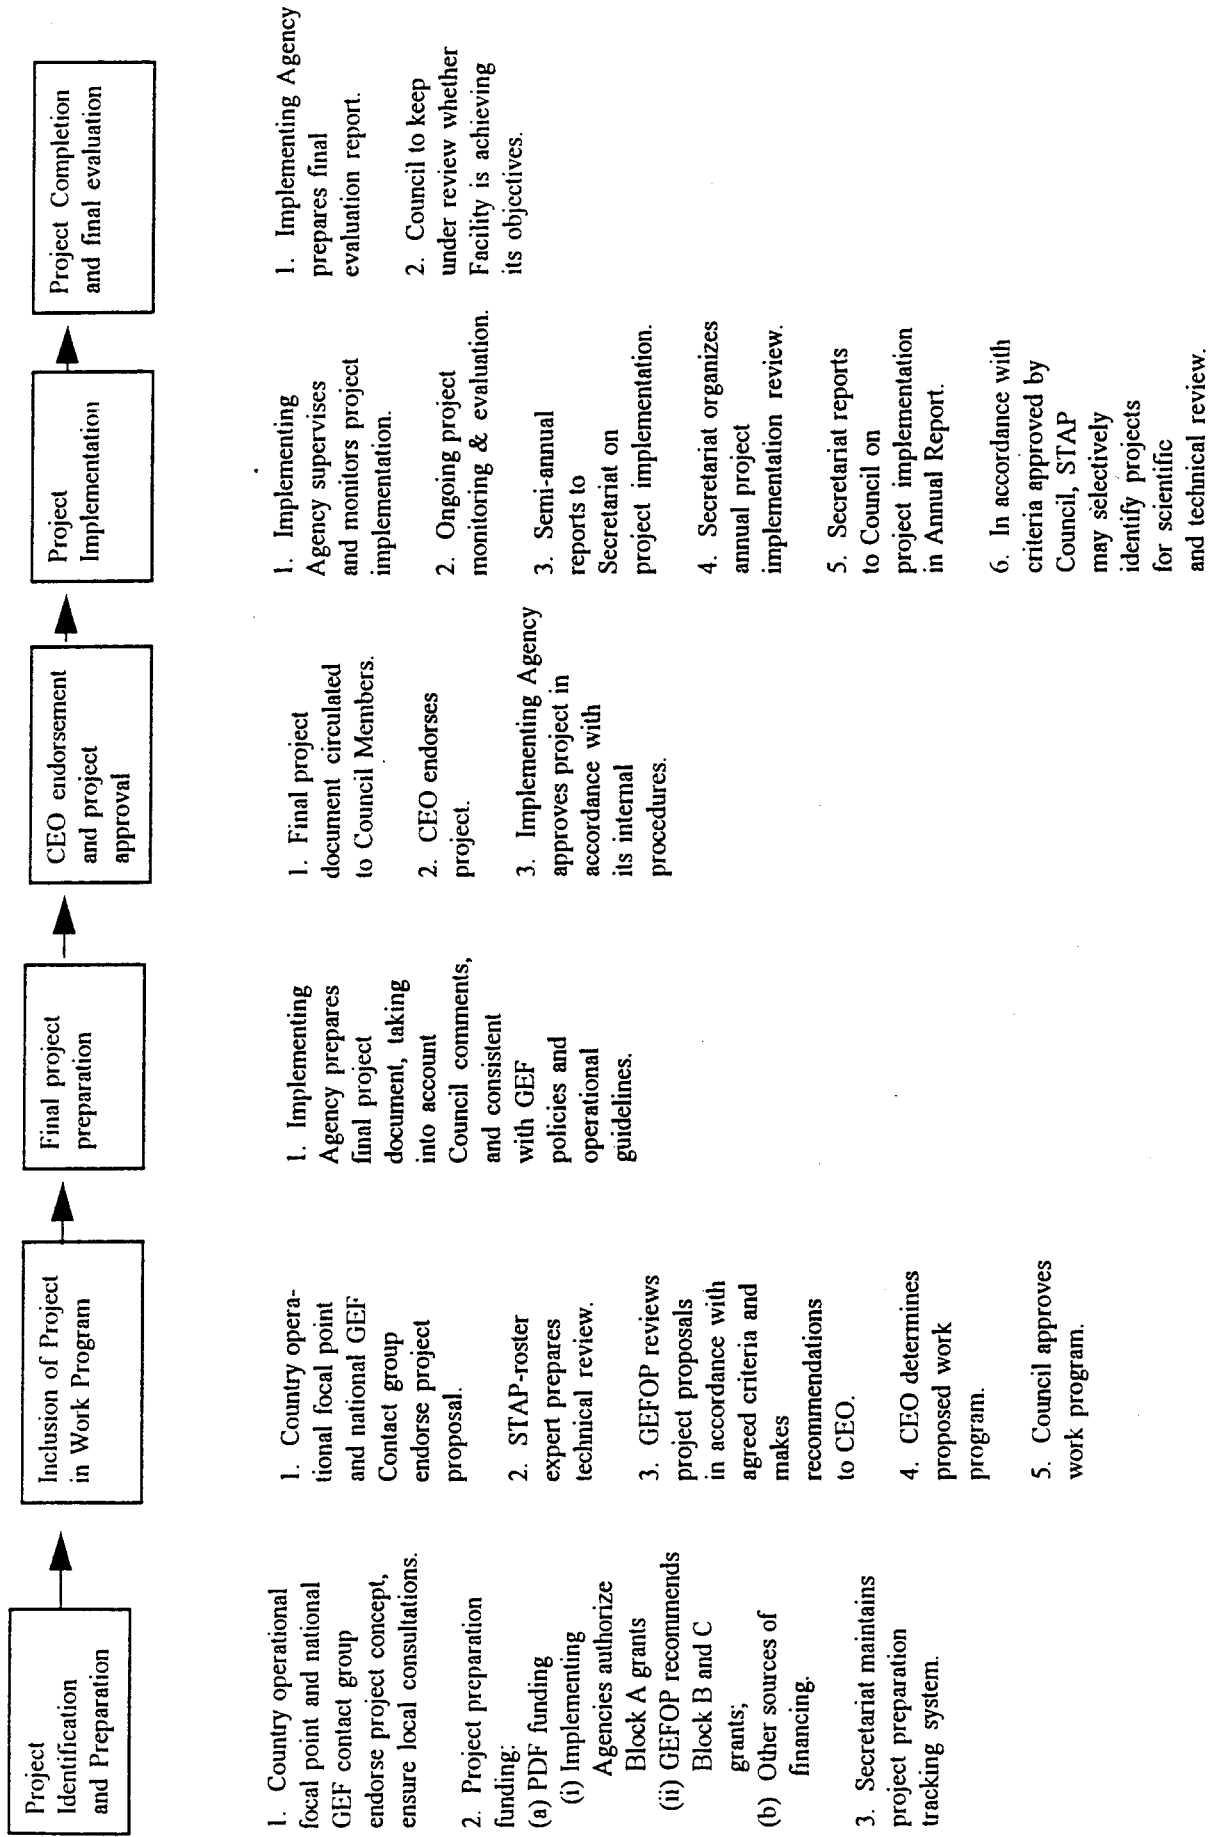 Project
Identification
and Preparation
1. Country operational
focal point and national
GEF contact group
endorse project concept,
ensure local consultations.
2. Project preparation
funding:
(a) PDF funding
(i) Implementing
Agencies authorize
Block A grants
(ii) GEFOP recommends
Block B and C
grants;
(b) Other sources of
financing.
3. Secretariat maintains
project preparation
tracking system.
Inclusion of Project
in Work Program
1. Country opera-
tional focal point
and national GEF
Contact group
endorse project
proposal.
2. STAP-roster
expert prepares
technical review.
3. GEFOP reviews
project proposals
in accordance with
agreed criteria and
makes
recommendations
to CEO.
4. CEO determines
proposed work
program.
5. Council approves
work program.
Final project
preparation
1. Implementing
Agency prepares
final project
document, taking
into account
Council comments,
and consistent
with GEF
policies and
operational
guidelines.
CEO endorsement
and project
approval
1. Final project
document circulated
to Council Members.
2. CEO endorses
project.
3. Implementing Agency
approves project in
accordance with
its internal
procedures.
Project
Implementation
1. Implementing
Agency supervises
and monitors project
implementation.
2. Ongoing project
monitoring & evaluation.
3. Semi-annual
reports to
Secretariat on
project implementation.
4. Secretariat organizes
annual project
implementation review.
5. Secretariat reports
to Council on
project implementation
in Annual Report.
6. In accordance with
criteria approved by
Council, STAP
may selectively
identify projects
for scientific
and technical review.
Project Completion
and final evaluation
1. Implementing Agency
prepares final
evaluation report.
2. Council to keep
under review whether
Facility is achieving
its objectives.